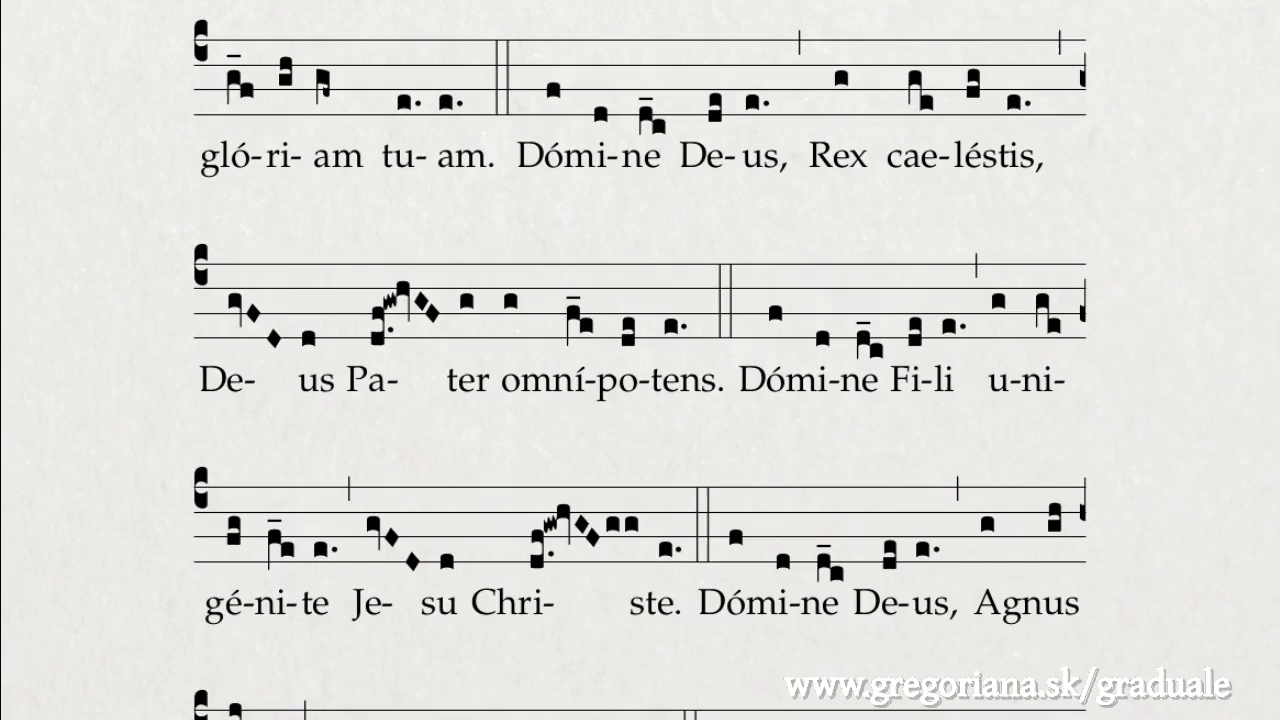 gló-ri- am tu- am. Dómi-ne De-us, Rex cae-léstis,
De- us Pa- ter omní-po-tens. Dómi-ne Fi-li u-ni-
gé-ni-te Je- su Chri- ste. Dómi-ne De-us, Agnus
www.gregoriana.sk/graduale